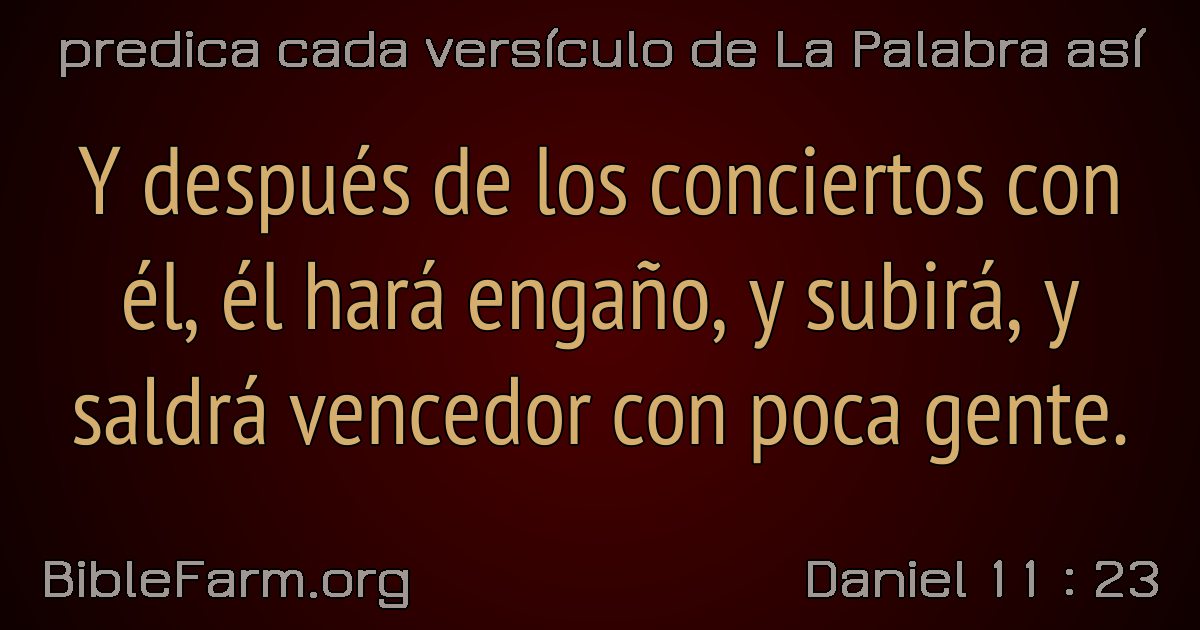 predica cada versículo de La Palabra así
Y después de los conciertos con
él, él hará engaño, y subirá, y
saldrá vencedor con poca gente.
BibleFarm.org
Daniel 11 : 23